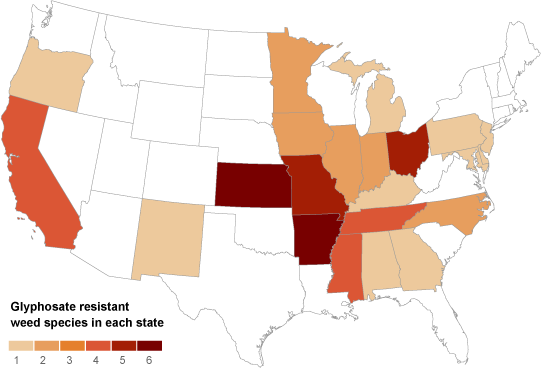 Glyphosate resistant
weed species in each state
1 2 3 4 5 6